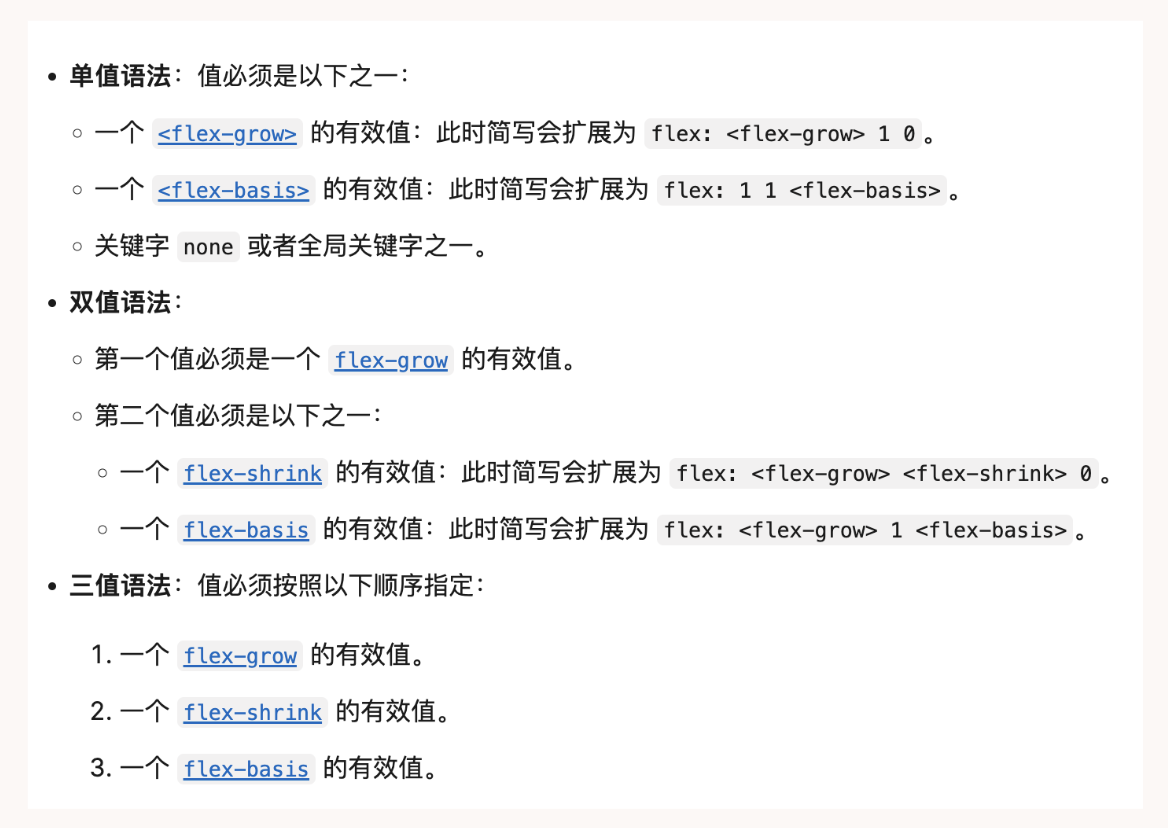 • 单值语法：值必须是以下之一：
◦ 一个 <flex-grow> 的有效值：此时简写会扩展为 flex: <flex-grow> 1 0。
◦ 一个 <flex-basis> 的有效值：此时简写会扩展为 flex: 1 1 <flex-basis>。
◦ 关键字 none 或者全局关键字之一。
• 双值语法：
◦ 第一个值必须是一个 flex-grow 的有效值。
◦ 第二个值必须是以下之一：
◦ 一个 flex-shrink 的有效值：此时简写会扩展为 flex: <flex-grow> <flex-shrink> 0。
◦ 一个 flex-basis 的有效值：此时简写会扩展为 flex: <flex-grow> 1 <flex-basis>。
• 三值语法：值必须按照以下顺序指定：
1. 一个 flex-grow 的有效值。
2. 一个 flex-shrink 的有效值。
3. 一个 flex-basis 的有效值。